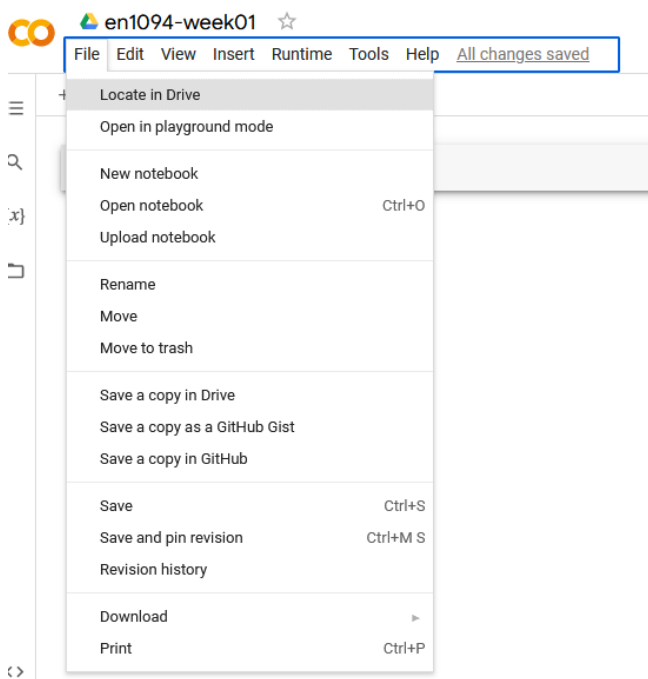 en1094-week01
File Edit View Insert Runtime Tools Help All changes saved
Locate in Drive
Open in playground mode
New notebook
Open notebook Ctrl+O
Upload notebook
Rename
Move
Move to trash
Save a copy in Drive
Save a copy as a GitHub Gist
Save a copy in GitHub
Save Ctrl+S
Save and pin revision Ctrl+M S
Revision history
Download
Print Ctrl+P
{x}